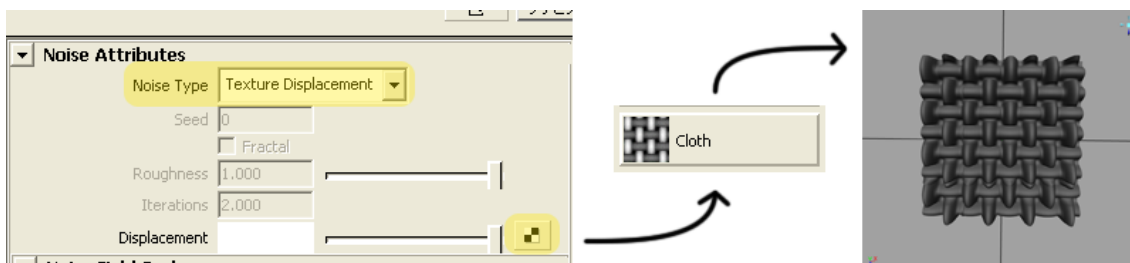 Noise Attributes
Noise Type Texture Displacement
Seed 0
Fractal
Roughness 1.000
Iterations 2.000
Displacement
Cloth